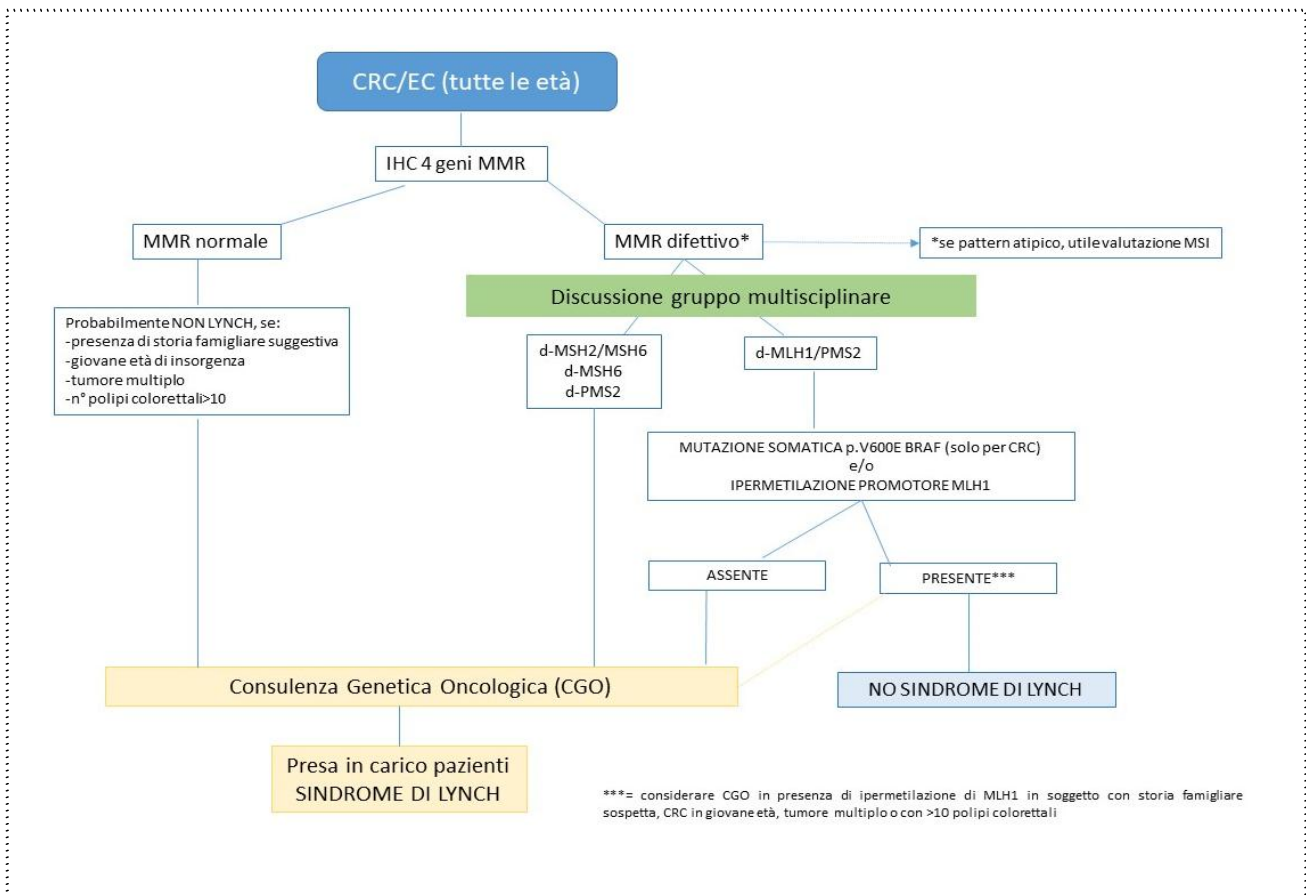 CRC/EC (tutte le età)
IHC 4 geni MMR
MMR normale
MMR difettivo*
*se pattern atipico, utile valutazione MSI
Discussione gruppo multisciplinare
Probabilmente NON LYNCH, se:
-presenza di storia famigliare suggestiva
-giovane età di insorgenza
-tumore multiplo
-n° polipi colorettali>10
d-MSH2/MSH6
d-MSH6
d-PMS2
d-MLH1/PMS2
MUTAZIONE SOMATICA p.V600E BRAF (solo per CRC)
e/o
IPERMETILAZIONE PROMOTORE MLH1
ASSENTE
PRESENTE***
Consulenza Genetica Oncologica (CGO)
NO SINDROME DI LYNCH
Presa in carico pazienti
SINDROME DI LYNCH
***= considerare CGO in presenza di ipermetilazione di MLH1 in soggetto con storia famigliare
sospetta, CRC in giovane età, tumore multiplo o con >10 polipi colorettali